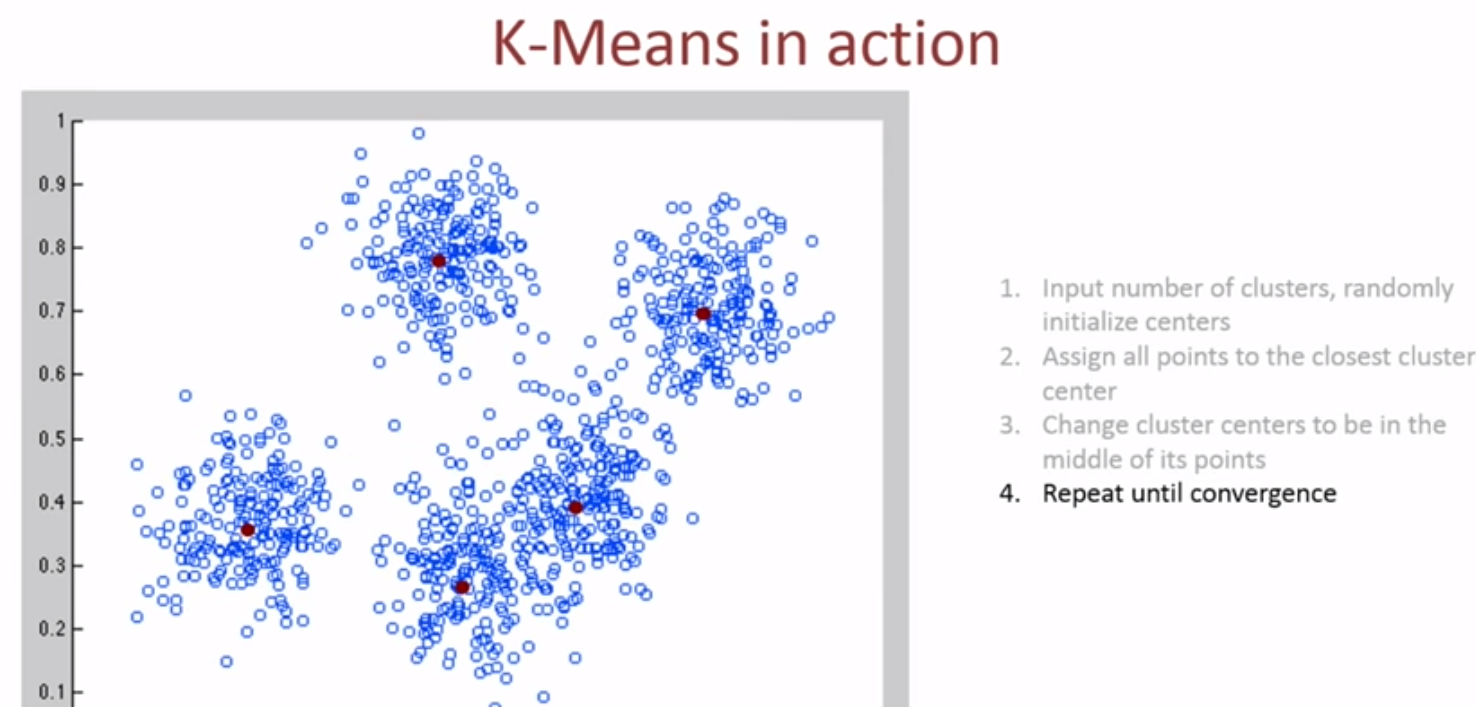 K-Means in action
1
0.9
0.8
0.7
0.6
0.5
0.4
0.3
0.2
0.1
1. Input number of clusters, randomly
initialize centers
2. Assign all points to the closest cluster
center
3. Change cluster centers to be in the
middle of its points
4. Repeat until convergence